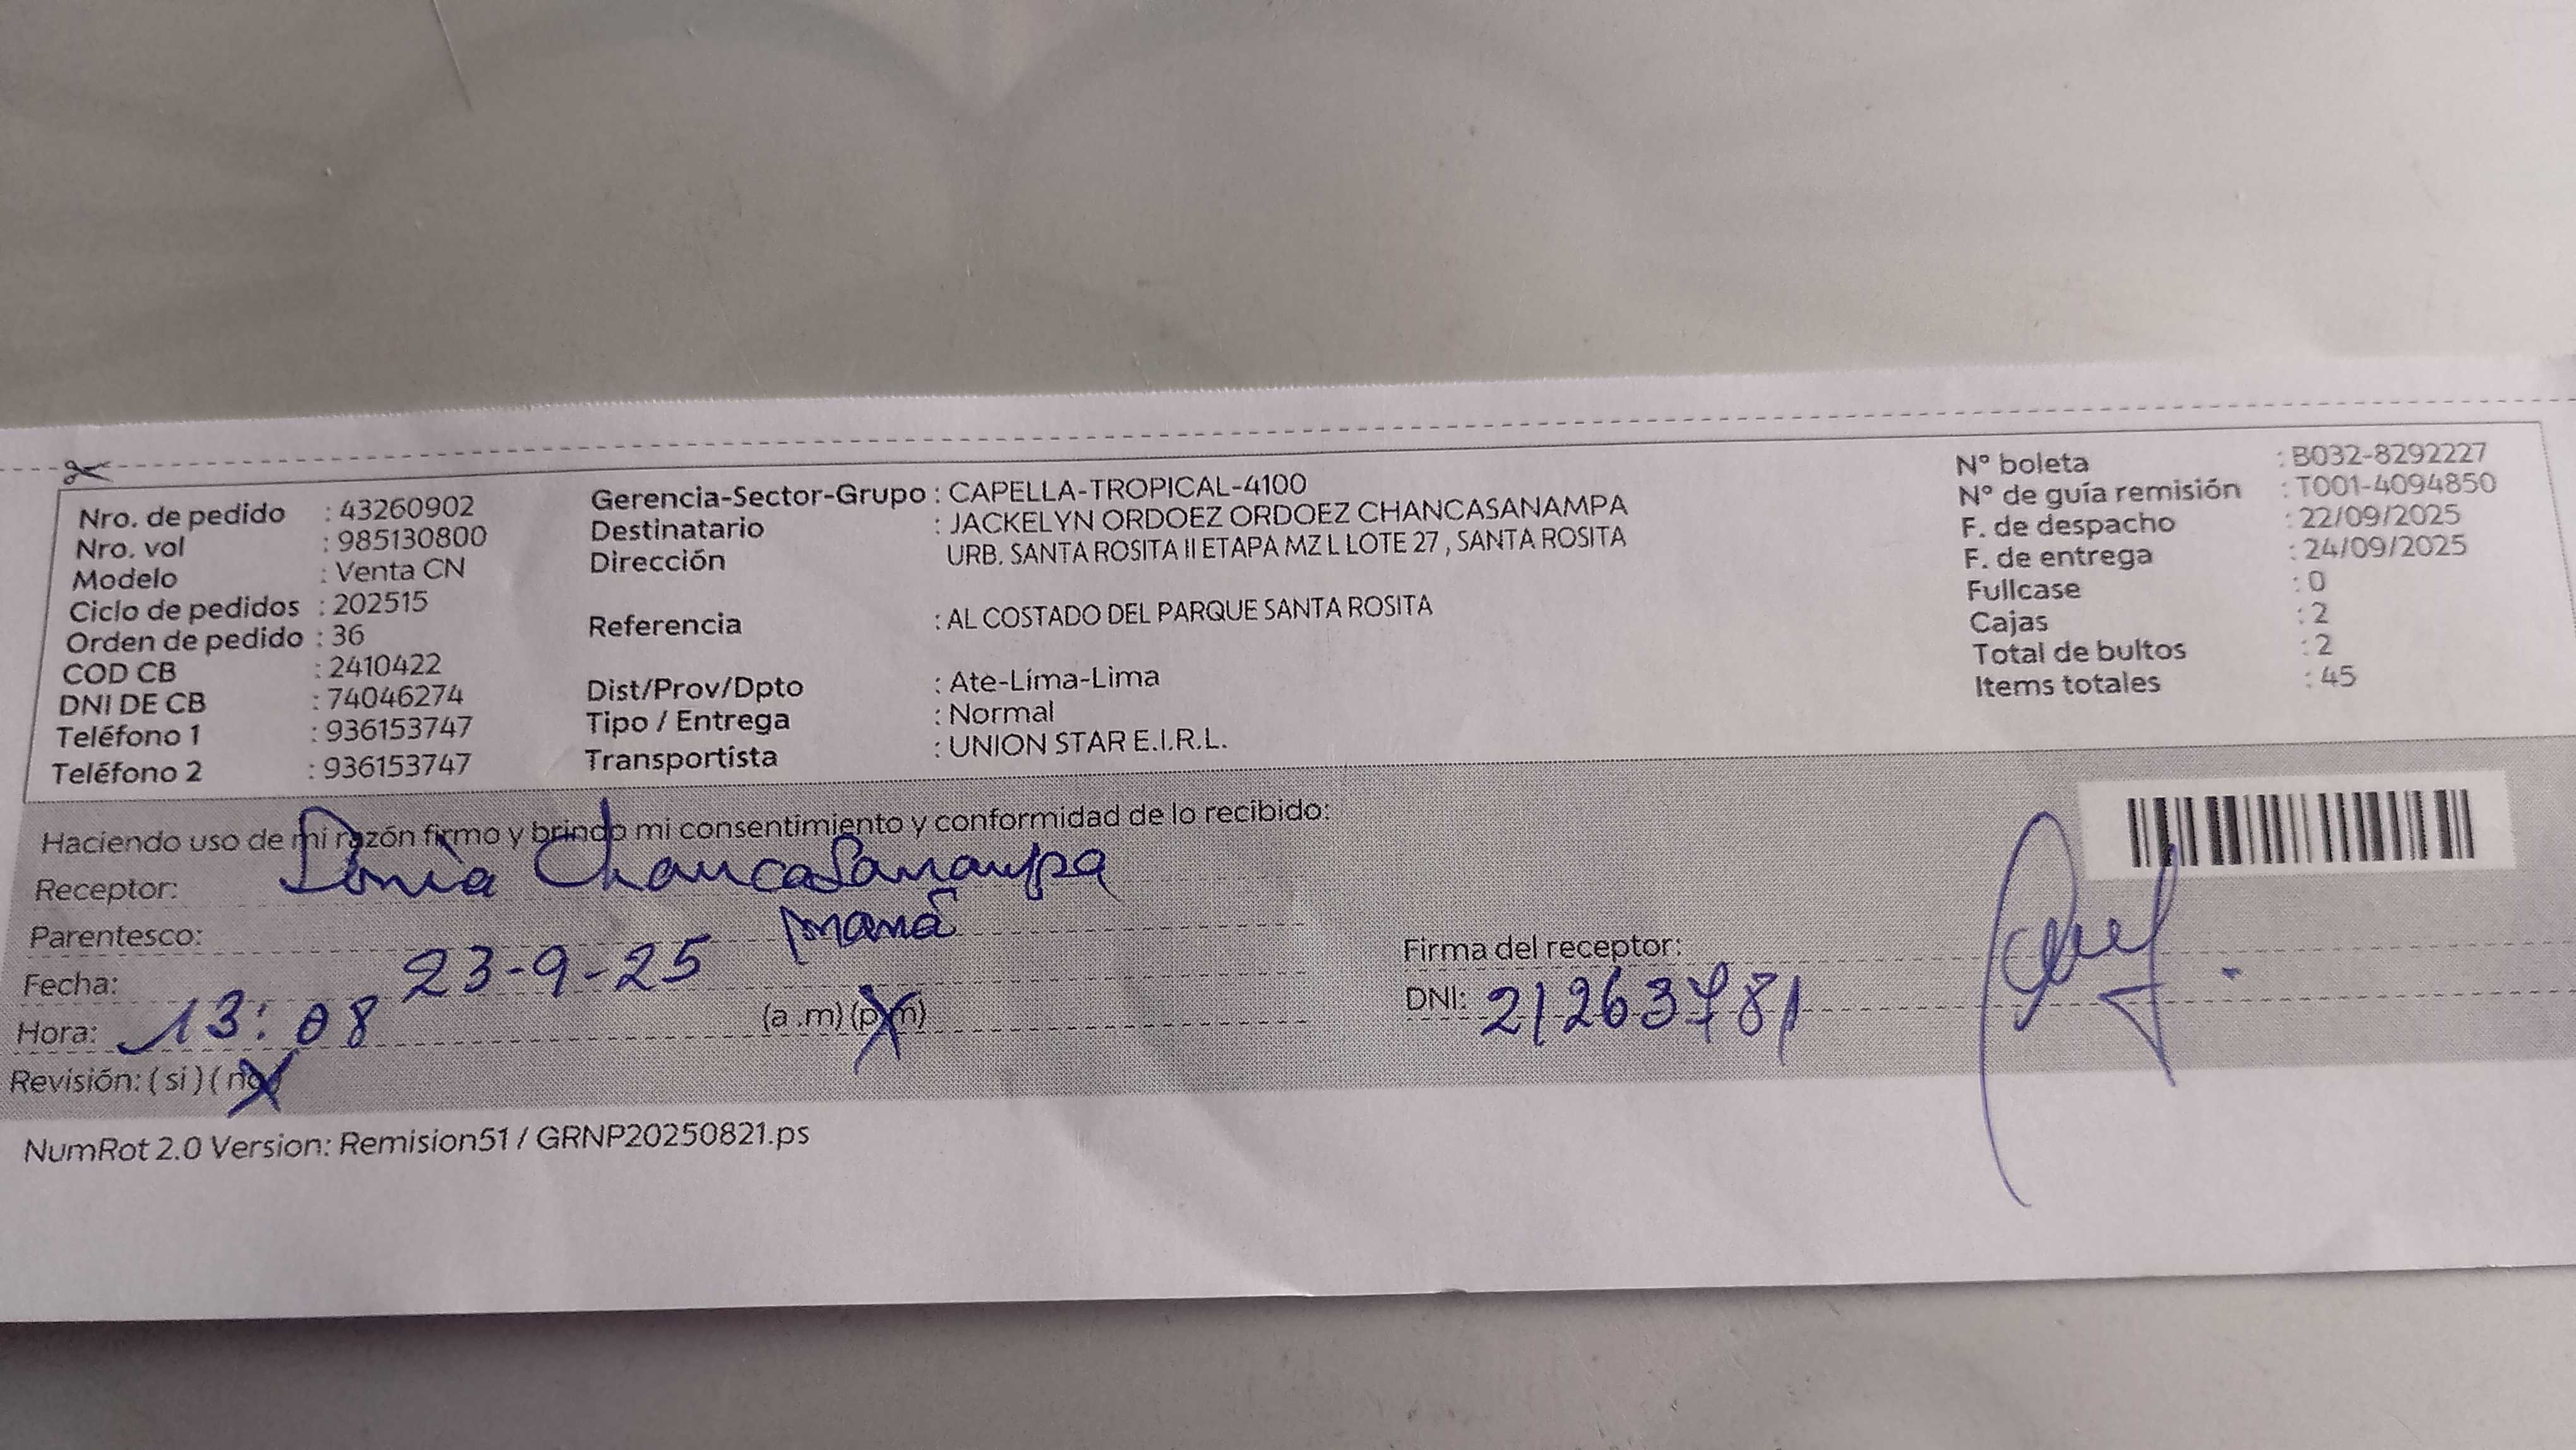 Nro. de pedido : 43260902
Nro. vol : 985130800
Modelo : Venta CN
Ciclo de pedidos : 202515
Orden de pedido : 36
COD CB : 2410422
DNI DE CB : 74046274
Teléfono 1 : 936153747
Teléfono 2 : 936153747
Gerencia-Sector-Grupo : CAPELLA-TROPICAL-4100
Destinatario : JACKELYN ORDOEZ ORDOEZ CHANCASANAMPA
Dirección URB. SANTA ROSITA II ETAPA MZ L LOTE 27 , SANTA ROSITA
Referencia : AL COSTADO DEL PARQUE SANTA ROSITA
Dist/Prov/Dpto : Ate-Lima-Lima
Tipo / Entrega : Normal
Transportista : UNION STAR E.I.R.L.
N° boleta : B032-8292227
N° de guía remisión : T001-4094850
F. de despacho : 22/09/2025
F. de entrega : 24/09/2025
Fullcase : 0
Cajas : 2
Total de bultos : 2
Items totales : 45
Haciendo uso de mi razón firmo y brindo mi consentimiento y conformidad de lo recibido:
Receptor: Chancasanampa
Parentesco: mamá
Fecha: 23-9-25
Hora: 13:08 (a .m) (p.m)
Revisión: ( si ) ( no )
Firma del receptor:
DNI: 21263781
NumRot 2.0 Version: Remision51 / GRNP20250821.ps